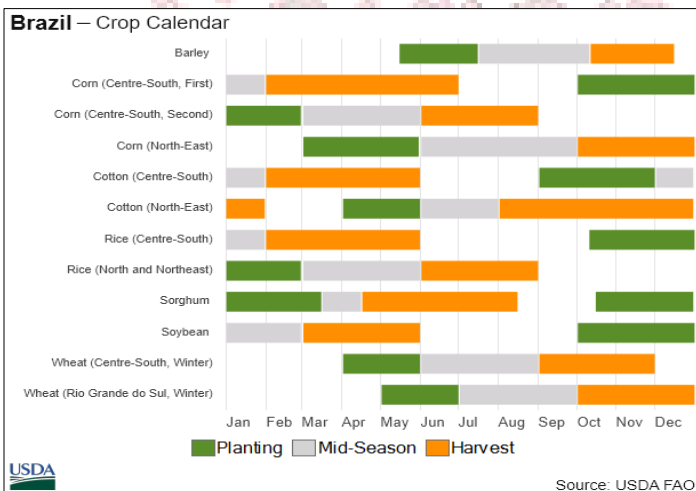 Brazil – Crop Calendar
Barley
Corn (Centre-South, First)
Corn (Centre-South, Second)
Corn (North-East)
Cotton (Centre-South)
Cotton (North-East)
Rice (Centre-South)
Rice (North and Northeast)
Sorghum
Soybean
Wheat (Centre-South, Winter)
Wheat (Rio Grande do Sul, Winter)
Jan Feb Mar Apr May Jun Jul Aug Sep Oct Nov Dec
Planting Mid-Season Harvest
USDA
Source: USDA FAO